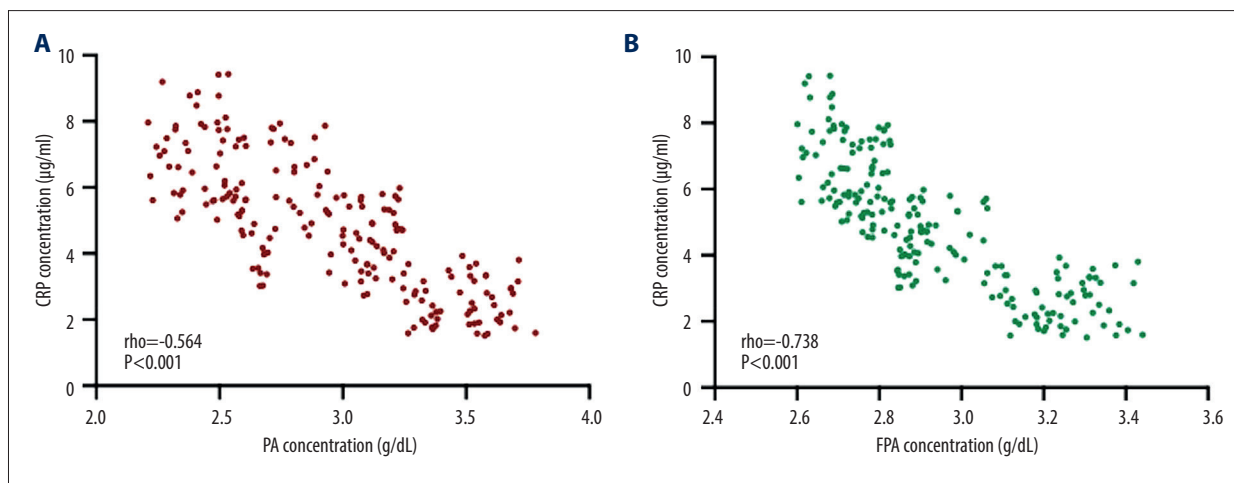 A
CRP concentration (µg/ml)
10
8
6
4
2
0
rho=-0.564
P<0.001
2.0 2.5 3.0 3.5 4.0
PA concentration (g/dL)
B
CRP concentration (µg/ml)
10
8
6
4
2
0
rho=-0.738
P<0.001
2.4 2.6 2.8 3.0 3.2 3.4 3.6
FPA concentration (g/dL)